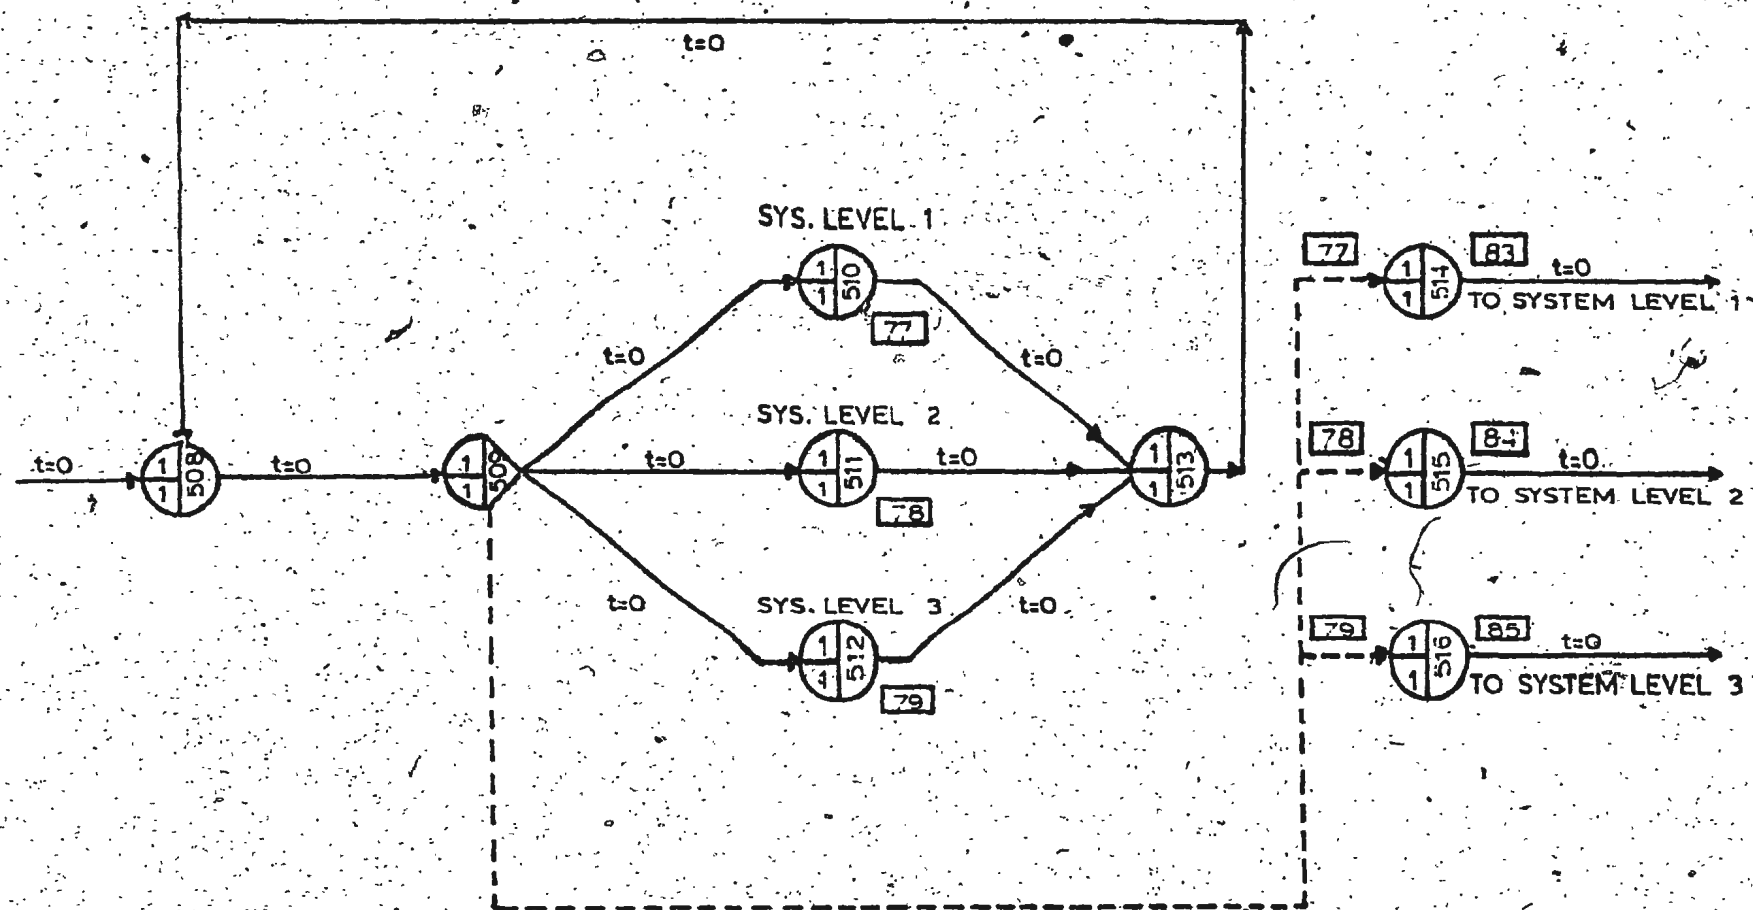 t=0
SYS. LEVEL 1
1 1 510
77
t=0
t=0
77
1 1 514
83
t=0
TO SYSTEM LEVEL 1
SYS. LEVEL 2
t=0
1 1 508
t=0
1 1 509
t=0
1 1 511
78
t=0
1 1 513
78
1 1 515
84
t=0
TO SYSTEM LEVEL 2
SYS. LEVEL 3
t=0
1 1 512
79
t=0
79
1 1 516
85
t=0
TO SYSTEM LEVEL 3